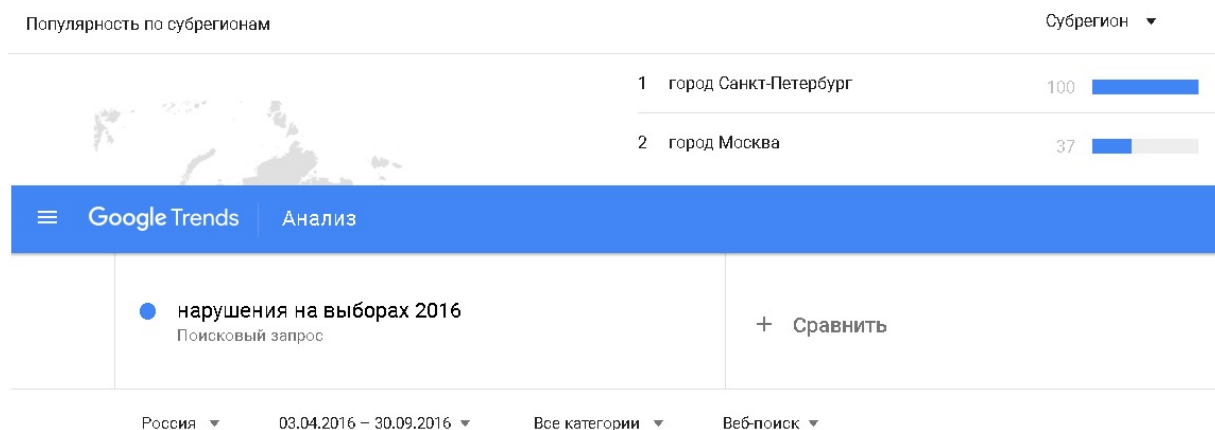 Популярность по субрегионам
Субрегион
1 город Санкт-Петербург 100
2 город Москва 37
Google Trends Анализ
нарушения на выборах 2016
Поисковый запрос
+ Сравнить
Россия 03.04.2016 – 30.09.2016 Все категории Веб-поиск